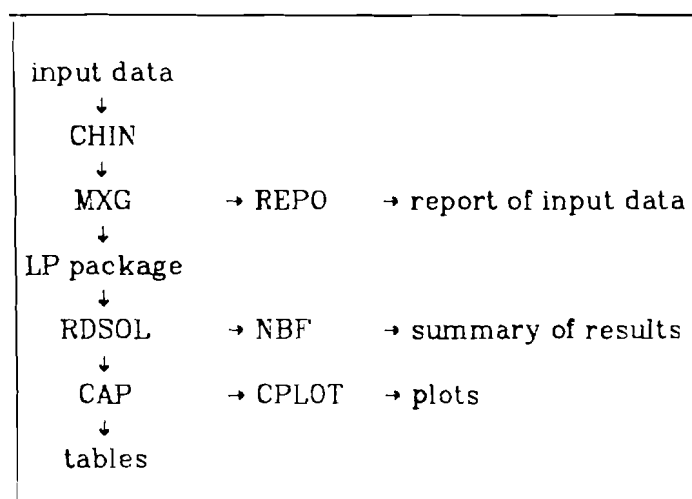 input data
↓
CHIN
↓
MXG → REPO → report of input data
↓
LP package
↓
RDSOL → NBF → summary of results
↓
CAP → CPLOT → plots
↓
tables